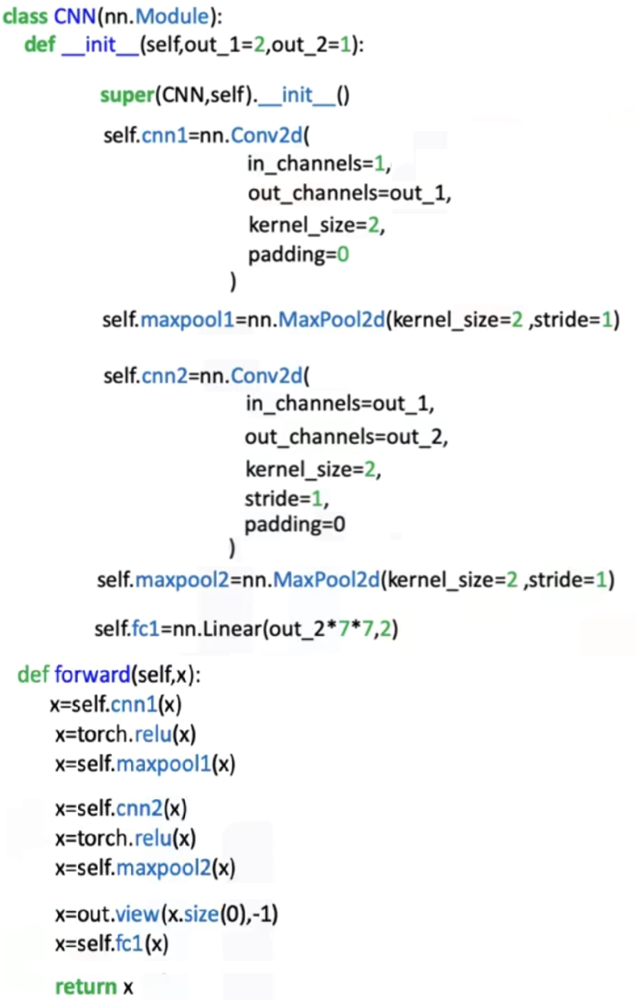 class CNN(nn.Module):
def __init__(self,out_1=2,out_2=1):
super(CNN,self).__init__()
self.cnn1=nn.Conv2d(
in_channels=1,
out_channels=out_1,
kernel_size=2,
padding=0
)
self.maxpool1=nn.MaxPool2d(kernel_size=2 ,stride=1)
self.cnn2=nn.Conv2d(
in_channels=out_1,
out_channels=out_2,
kernel_size=2,
stride=1,
padding=0
)
self.maxpool2=nn.MaxPool2d(kernel_size=2 ,stride=1)
self.fc1=nn.Linear(out_2*7*7,2)
def forward(self,x):
x=self.cnn1(x)
x=torch.relu(x)
x=self.maxpool1(x)
x=self.cnn2(x)
x=torch.relu(x)
x=self.maxpool2(x)
x=out.view(x.size(0),-1)
x=self.fc1(x)
return x